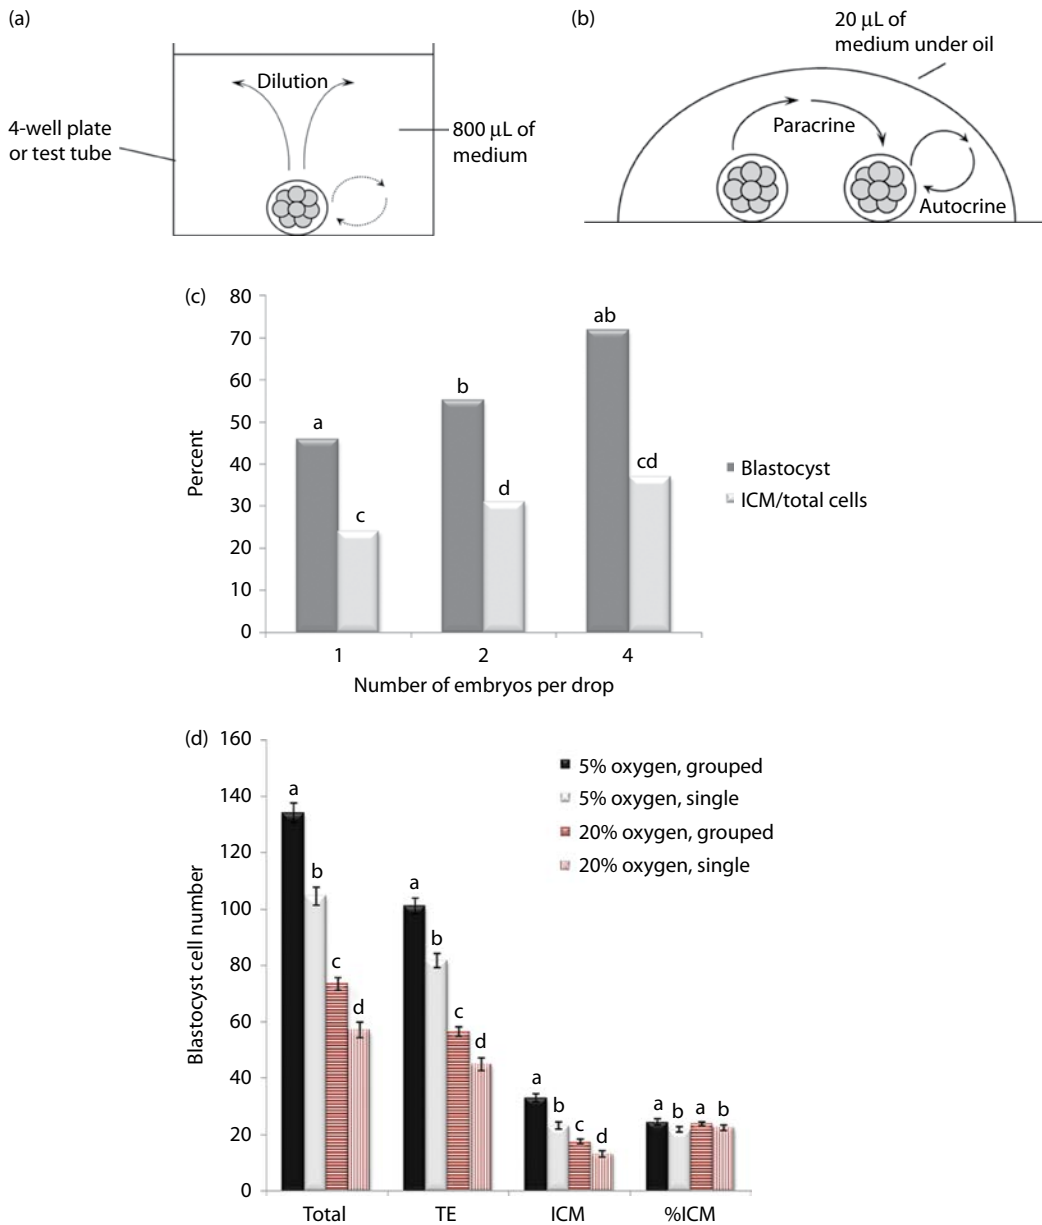 (a)
Dilution
4-well plate
or test tube
800 μL of
medium
(b)
20 μL of
medium under oil
Paracrine
Autocrine
(c)
80
70
60
50
40
30
20
10
0
Percent
a
c
b
d
ab
cd
1
2
4
Number of embryos per drop
Blastocyst
ICM/total cells
(d)
160
140
120
100
80
60
40
20
0
Blastocyst cell number
5% oxygen, grouped
5% oxygen, single
20% oxygen, grouped
20% oxygen, single
a
b
c
d
a
b
c
d
a
b
c
d
a
b
a
b
Total
TE
ICM
%ICM